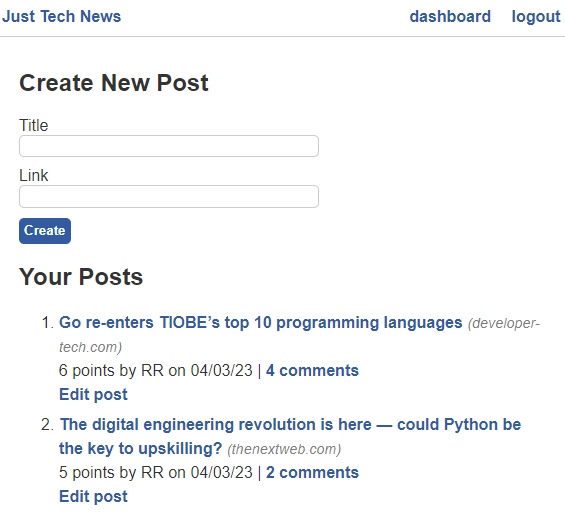 Just Tech News dashboard logout
Create New Post
Title
Link
Create
Your Posts
1. Go re-enters TIOBE’s top 10 programming languages (developer-
tech.com)
6 points by RR on 04/03/23 | 4 comments
Edit post
2. The digital engineering revolution is here — could Python be
the key to upskilling? (thenextweb.com)
5 points by RR on 04/03/23 | 2 comments
Edit post